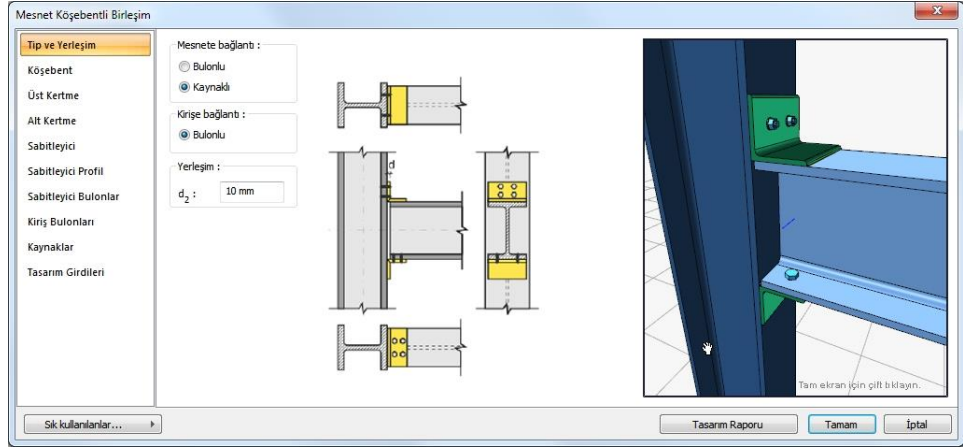 Mesnet Köşebentli Birleşim
Tip ve Yerleşim
Köşebent
Üst Kertme
Alt Kertme
Sabitleyici
Sabitleyici Profil
Sabitleyici Bulonlar
Kiriş Bulonları
Kaynaklar
Tasarım Girdileri
Mesnete bağlantı :
Bulonlu
Kaynaklı
Kirişe bağlantı :
Bulonlu
Yerleşim :
d2 : 10 mm
d
Tam ekran için çift tıklayın.
Sık kullanılanlar...
Tasarım Raporu
Tamam
İptal